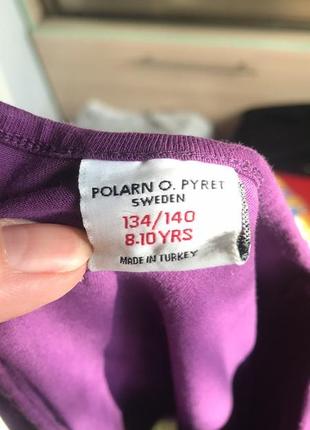 POLARN O. PYRET
SWEDEN
134/140
8-10 YRS
MADE IN TURKEY